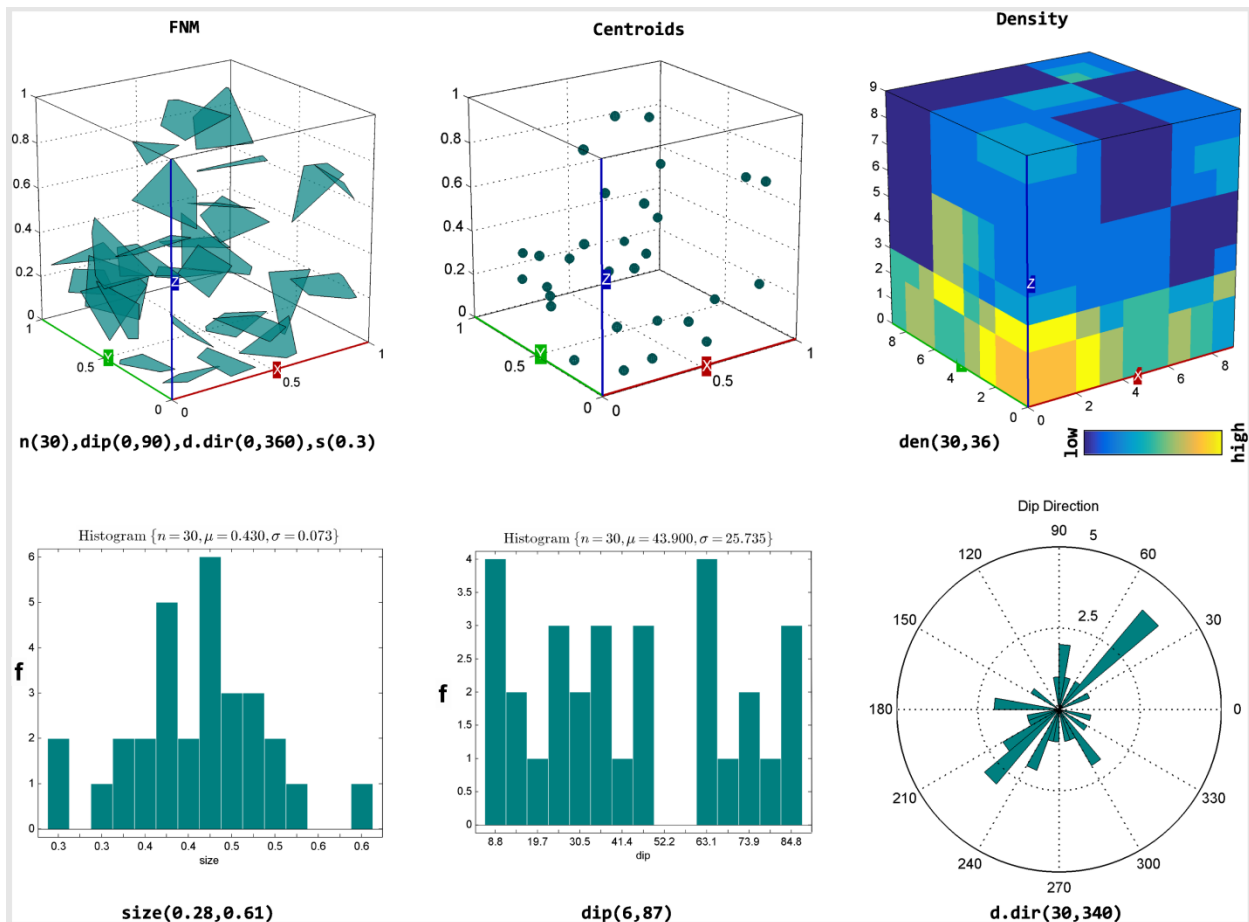 FNM
Centroids
Density
1
0.8
0.6
0.4
0.2
0
1
0.5
0
0
0.5
1
X
Y
Z
n(30),dip(0,90),d.dir(0,360),s(0.3)
1
0.8
0.6
0.4
0.2
0
1
0.5
0
0
0.5
1
X
Y
Z
9
8
7
6
5
4
3
2
1
0
8
6
4
2
0
0
2
4
6
8
X
Z
den(30,36)
low
high
Histogram {n = 30, μ = 0.430, σ = 0.073}
6
5
4
3
2
1
0
f
0.3 0.3 0.4 0.4 0.5 0.5 0.6 0.6
size
size(0.28,0.61)
Histogram {n = 30, μ = 43.900, σ = 25.735}
4
3.5
3
2.5
2
1.5
1
0.5
0
f
8.8 19.7 30.5 41.4 52.2 63.1 73.9 84.8
dip
dip(6,87)
Dip Direction
90
5
60
2.5
30
0
330
300
270
240
210
180
150
120
d.dir(30,340)